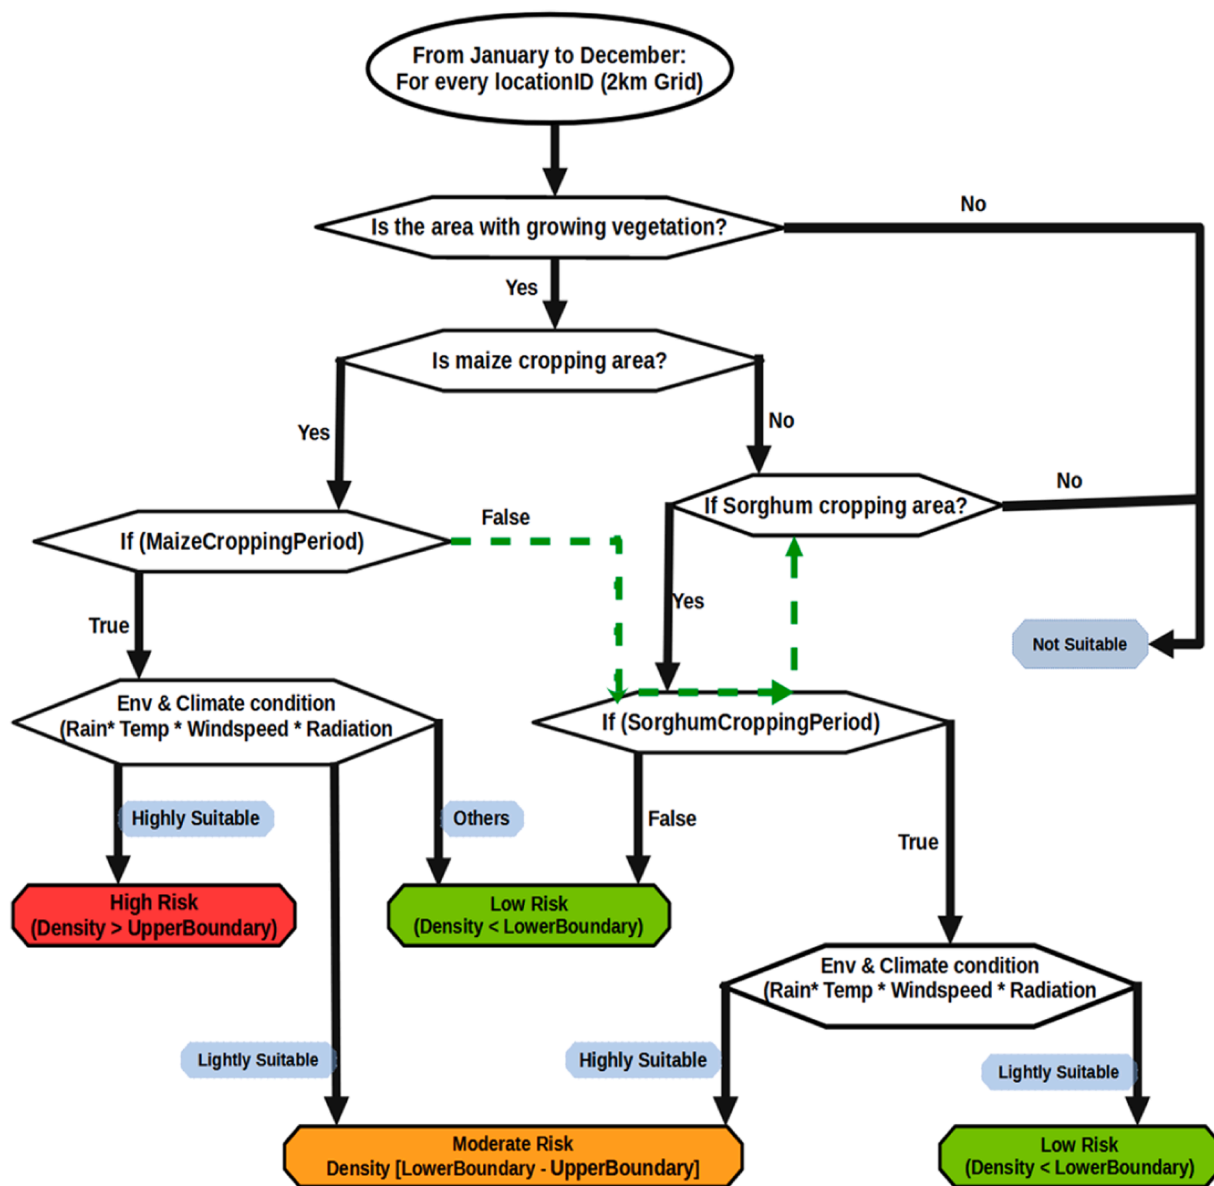 From January to December:
For every locationID (2km Grid)
Is the area with growing vegetation?
No
Yes
Is maize cropping area?
Yes
No
If Sorghum cropping area?
No
If (MaizeCroppingPeriod)
False
Yes
True
Not Suitable
Env & Climate condition
(Rain* Temp * Windspeed * Radiation
If (SorghumCroppingPeriod)
Highly Suitable
Others
False
True
High Risk
(Density > UpperBoundary)
Low Risk
(Density < LowerBoundary)
Env & Climate condition
(Rain* Temp * Windspeed * Radiation
Lightly Suitable
Highly Suitable
Lightly Suitable
Moderate Risk
Density [LowerBoundary - UpperBoundary]
Low Risk
(Density < LowerBoundary)